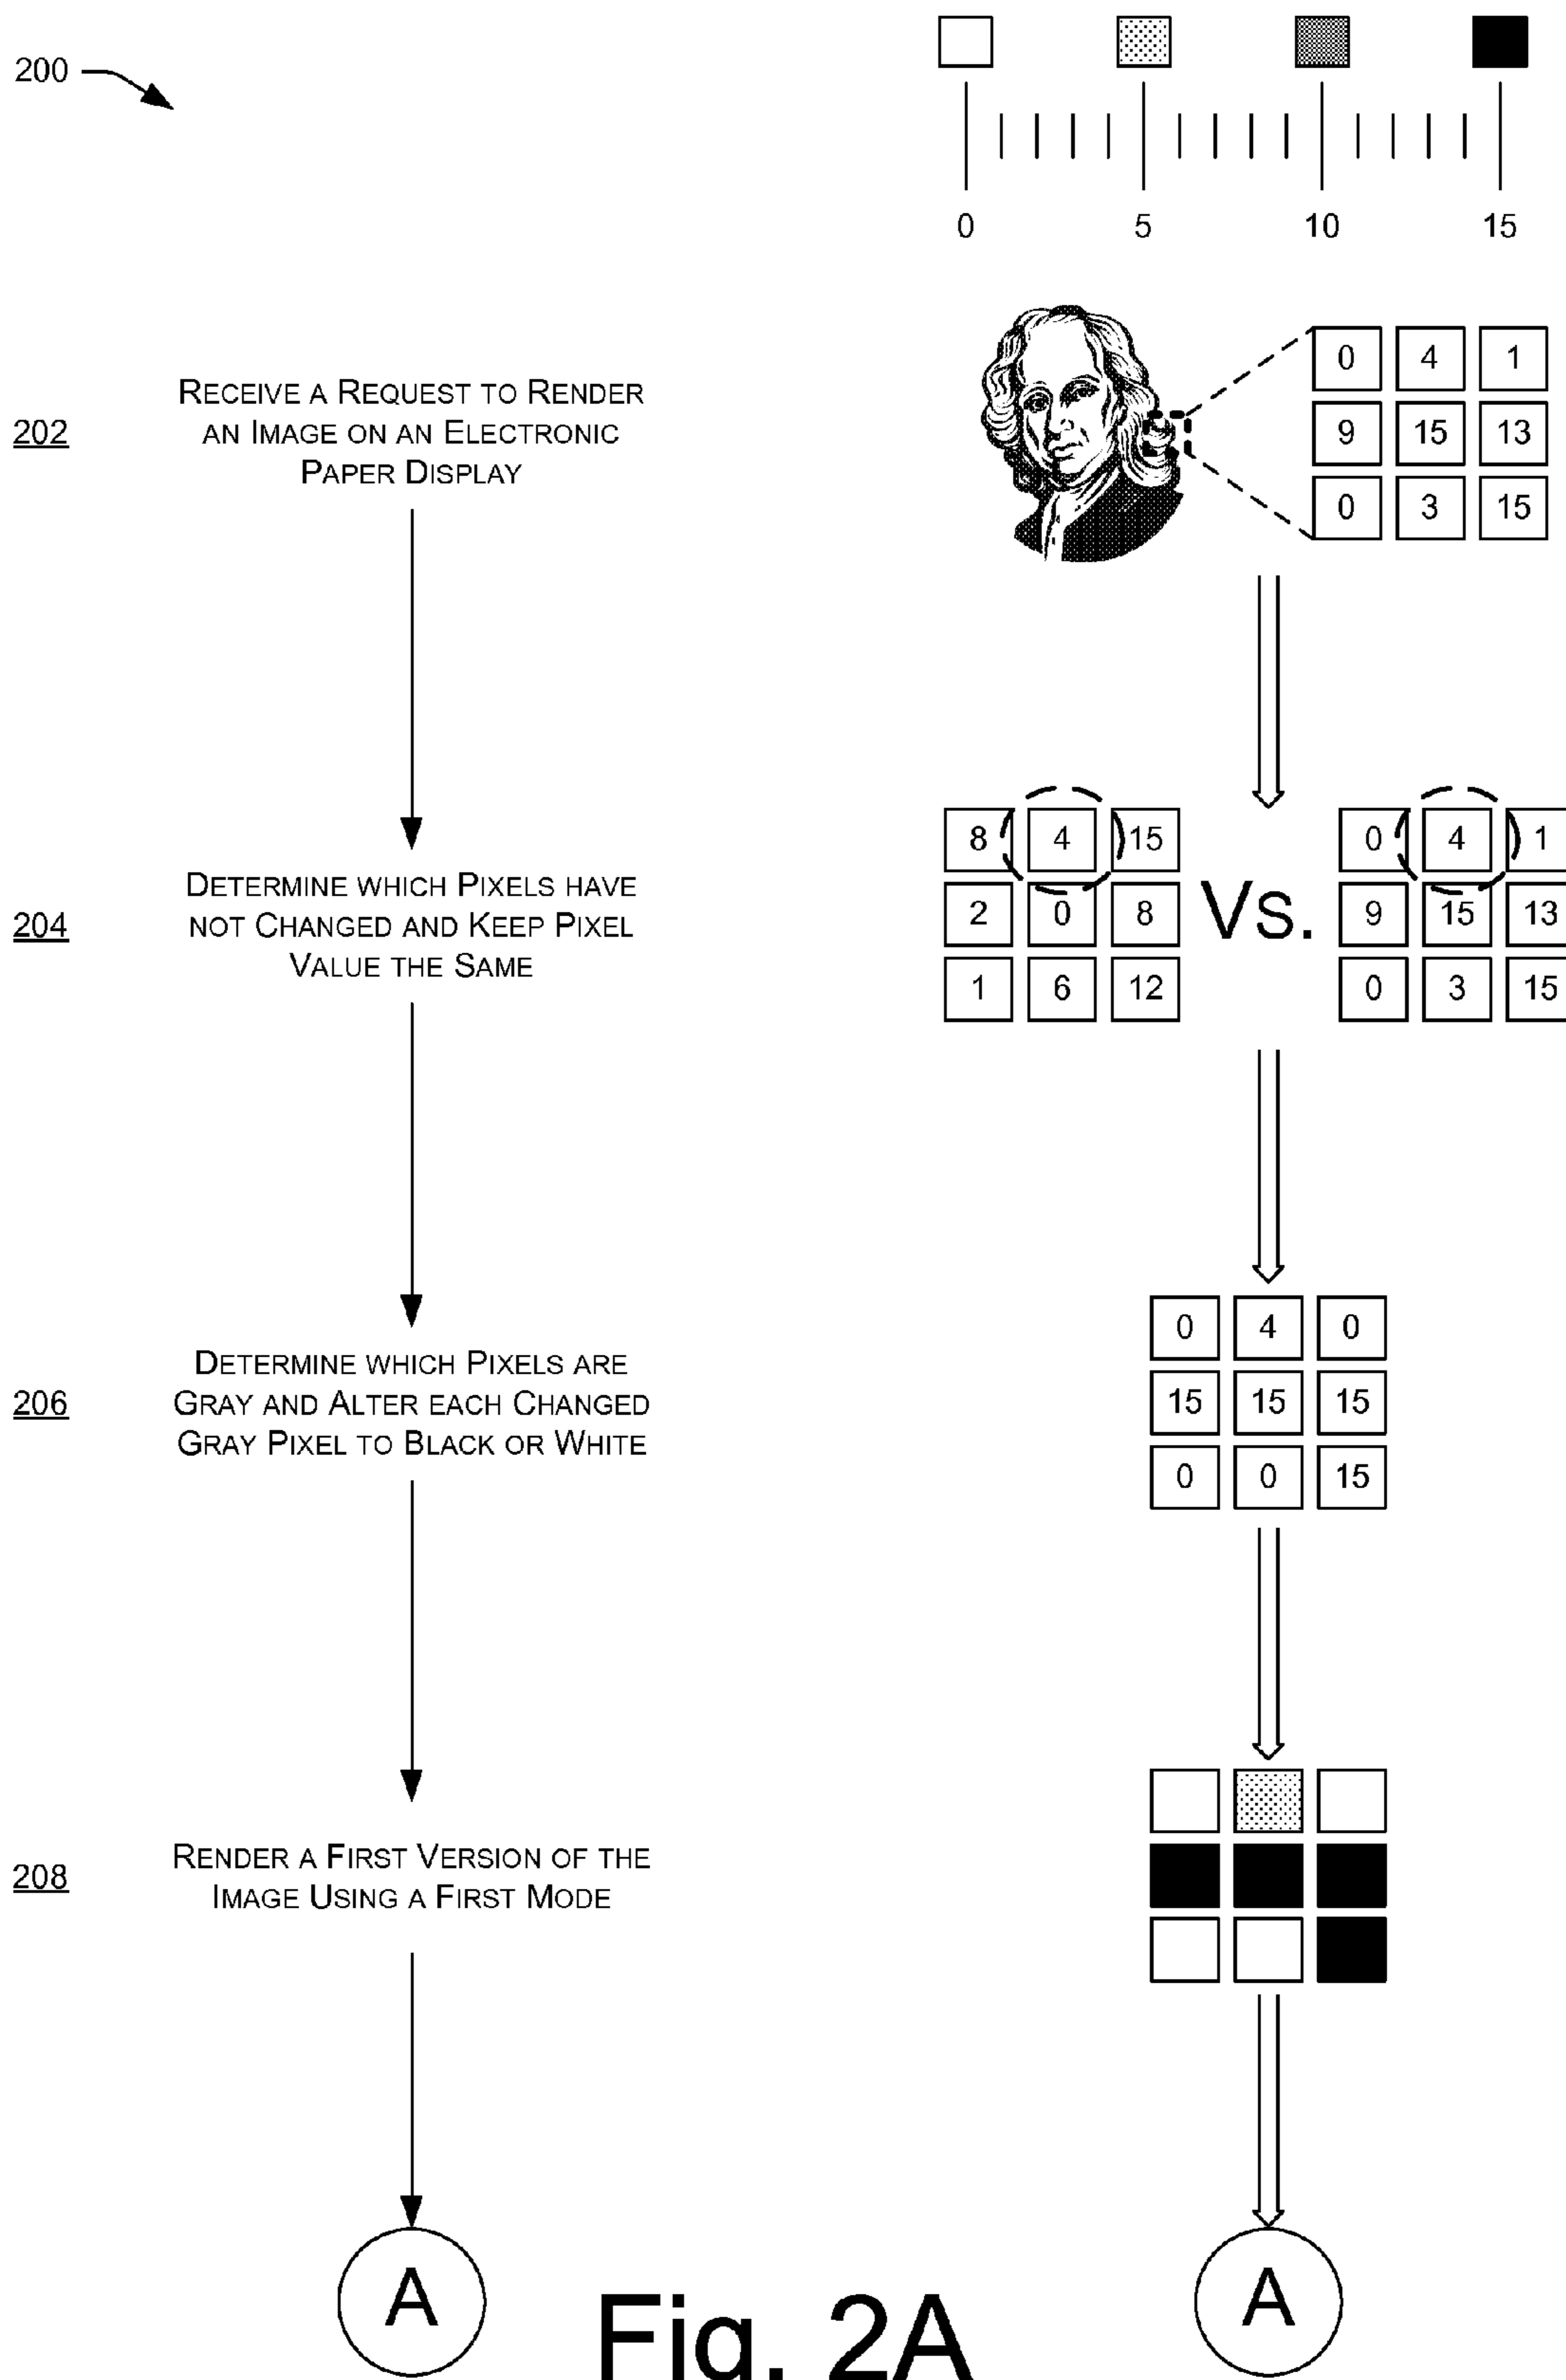 200
0 5 10 15
202
RECEIVE A REQUEST TO RENDER
AN IMAGE ON AN ELECTRONIC
PAPER DISPLAY
0 4 1
9 15 13
0 3 15
204
DETERMINE WHICH PIXELS HAVE
NOT CHANGED AND KEEP PIXEL
VALUE THE SAME
8 4 15
2 0 8
1 6 12
VS.
0 4 1
9 15 13
0 3 15
206
DETERMINE WHICH PIXELS ARE
GRAY AND ALTER EACH CHANGED
GRAY PIXEL TO BLACK OR WHITE
0 4 0
15 15 15
0 0 15
208
RENDER A FIRST VERSION OF THE
IMAGE USING A FIRST MODE
A
A
Fig. 2A